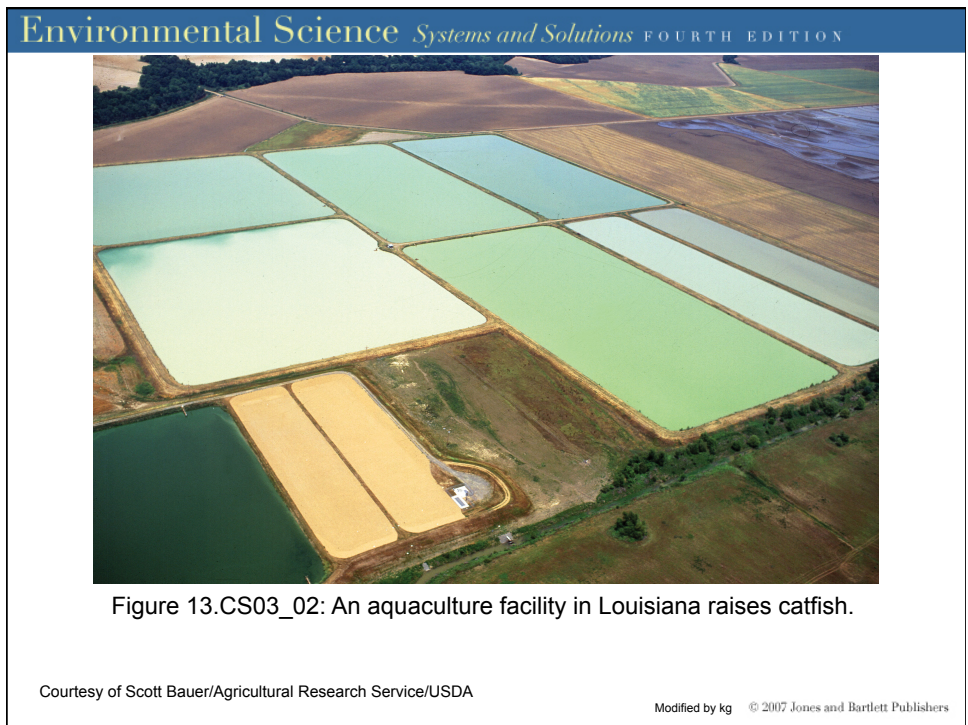 Environmental Science Systems and Solutions FOURTH EDITION
Figure 13.CS03_02: An aquaculture facility in Louisiana raises catfish.
Courtesy of Scott Bauer/Agricultural Research Service/USDA
Modified by kg © 2007 Jones and Bartlett Publishers